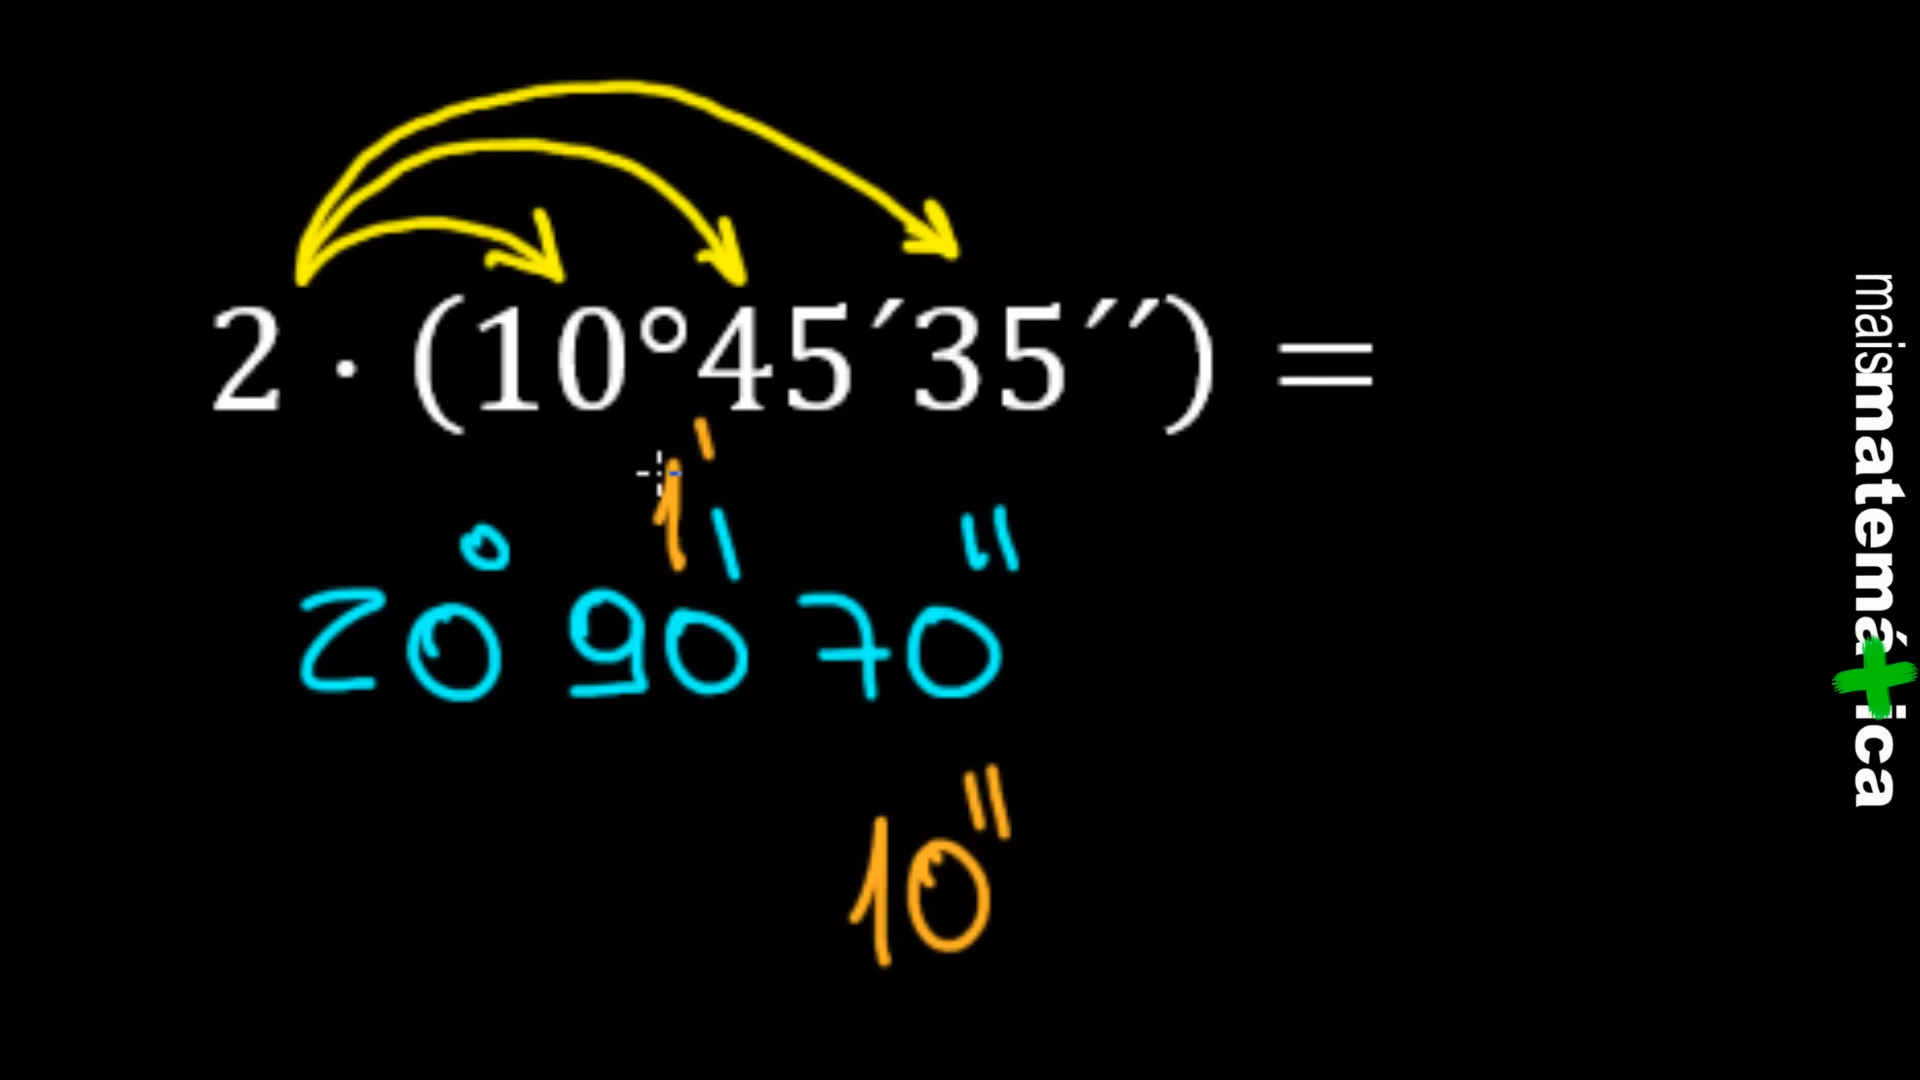 2 · (10°45′35′′) =
1'
20° 90' 70''
10''
maismatemática